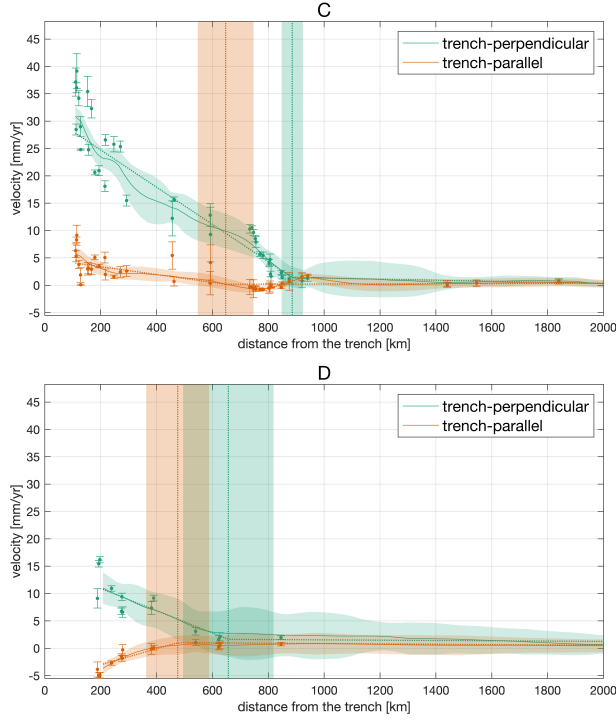 C
45
40
35
30
25
20
15
10
5
0
-5
velocity [mm/yr]
trench-perpendicular
trench-parallel
0 200 400 600 800 1000 1200 1400 1600 1800 2000
distance from the trench [km]
D
45
40
35
30
25
20
15
10
5
0
-5
velocity [mm/yr]
trench-perpendicular
trench-parallel
0 200 400 600 800 1000 1200 1400 1600 1800 2000
distance from the trench [km]